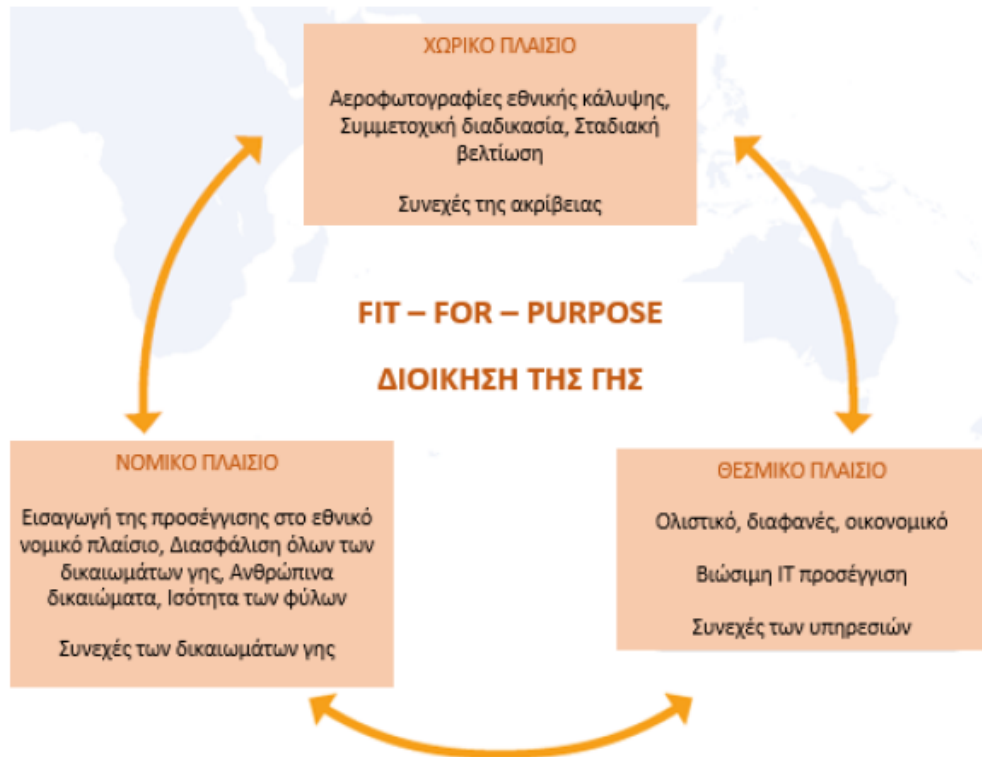 ΧΩΡΙΚΟ ΠΛΑΙΣΙΟ
Αεροφωτογραφίες εθνικής κάλυψης,
Συμμετοχική διαδικασία, Σταδιακή
βελτίωση
Συνεχές της ακρίβειας
FIT – FOR – PURPOSE
ΔΙΟΙΚΗΣΗ ΤΗΣ ΓΗΣ
ΝΟΜΙΚΟ ΠΛΑΙΣΙΟ
Εισαγωγή της προσέγγισης στο εθνικό
νομικό πλαίσιο, Διασφάλιση όλων των
δικαιωμάτων γης, Ανθρώπινα
δικαιώματα, Ισότητα των φύλων
Συνεχές των δικαιωμάτων γης
ΘΕΣΜΙΚΟ ΠΛΑΙΣΙΟ
Ολιστικό, διαφανές, οικονομικό
Βιώσιμη IT προσέγγιση
Συνεχές των υπηρεσιών